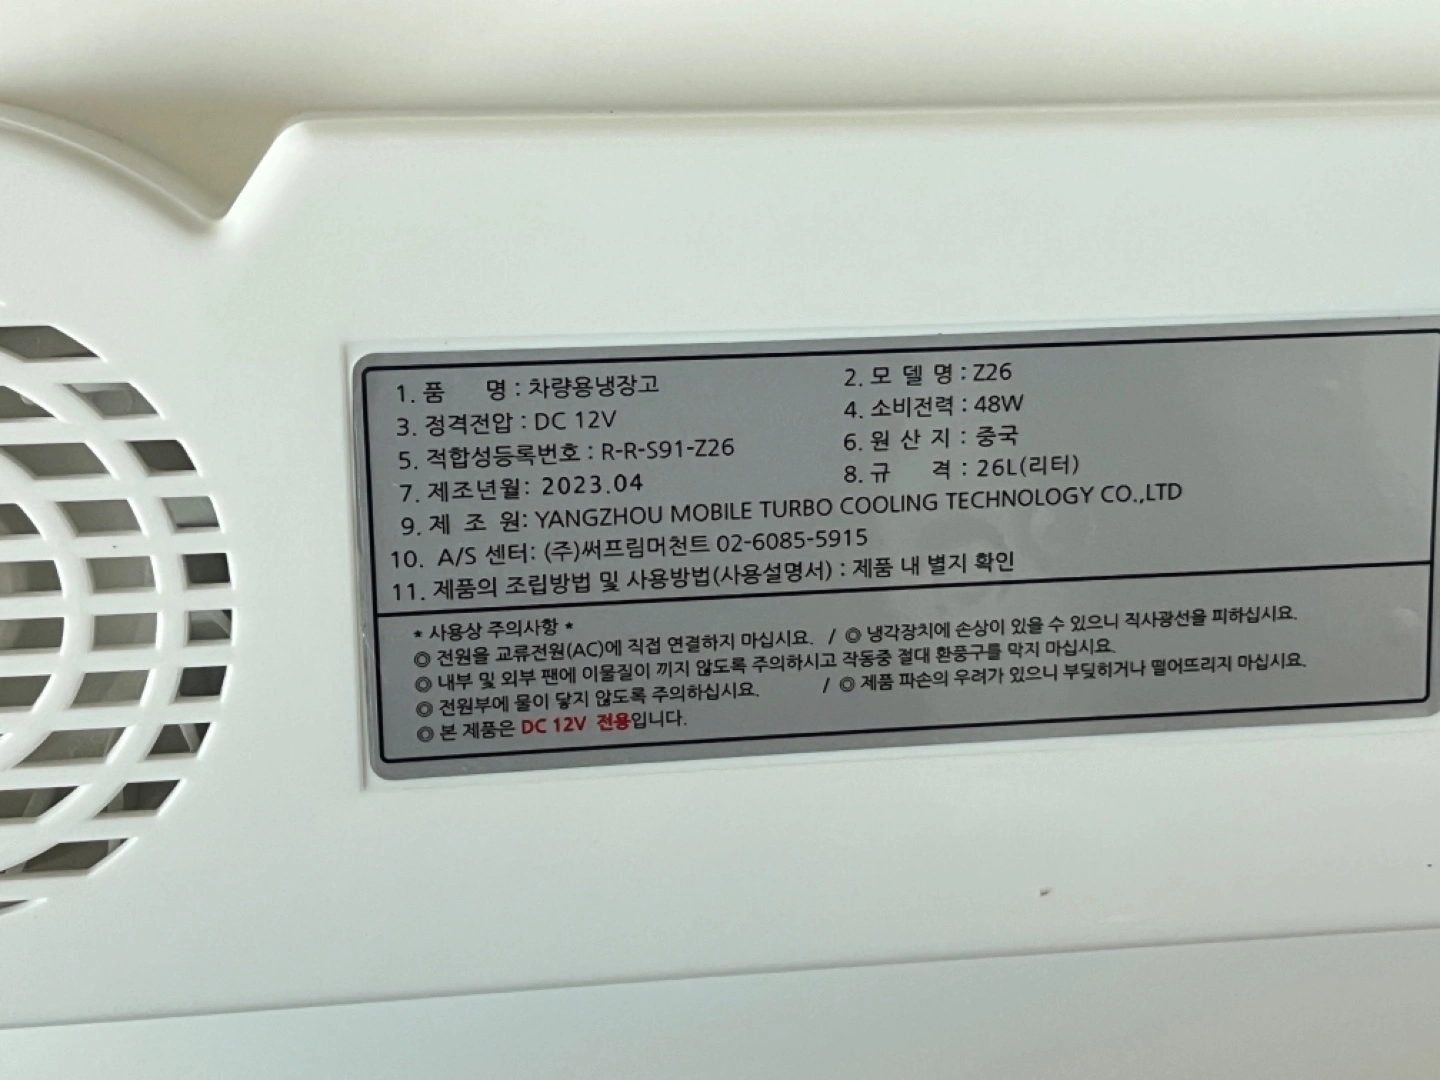 1. 품 명 : 차량용냉장고 2. 모 델 명 : Z26
3. 정격전압 : DC 12V 4. 소비전력 : 48W
5. 적합성등록번호 : R-R-S91-Z26 6. 원 산 지 : 중국
7. 제조년월: 2023.04 8. 규 격 : 26L(리터)
9. 제 조 원: YANGZHOU MOBILE TURBO COOLING TECHNOLOGY CO.,LTD
10. A/S 센터: (주)써프림머천트 02-6085-5915
11. 제품의 조립방법 및 사용방법(사용설명서) : 제품 내 별지 확인
* 사용상 주의사항 *
◎ 전원을 교류전원(AC)에 직접 연결하지 마십시요. / ◎ 냉각장치에 손상이 있을 수 있으니 직사광선을 피하십시요.
◎ 내부 및 외부 팬에 이물질이 끼지 않도록 주의하시고 작동중 절대 환풍구를 막지 마십시요.
◎ 전원부에 물이 닿지 않도록 주의하십시요. / ◎ 제품 파손의 우려가 있으니 부딪히거나 떨어뜨리지 마십시요.
◎ 본 제품은 DC 12V 전용입니다.